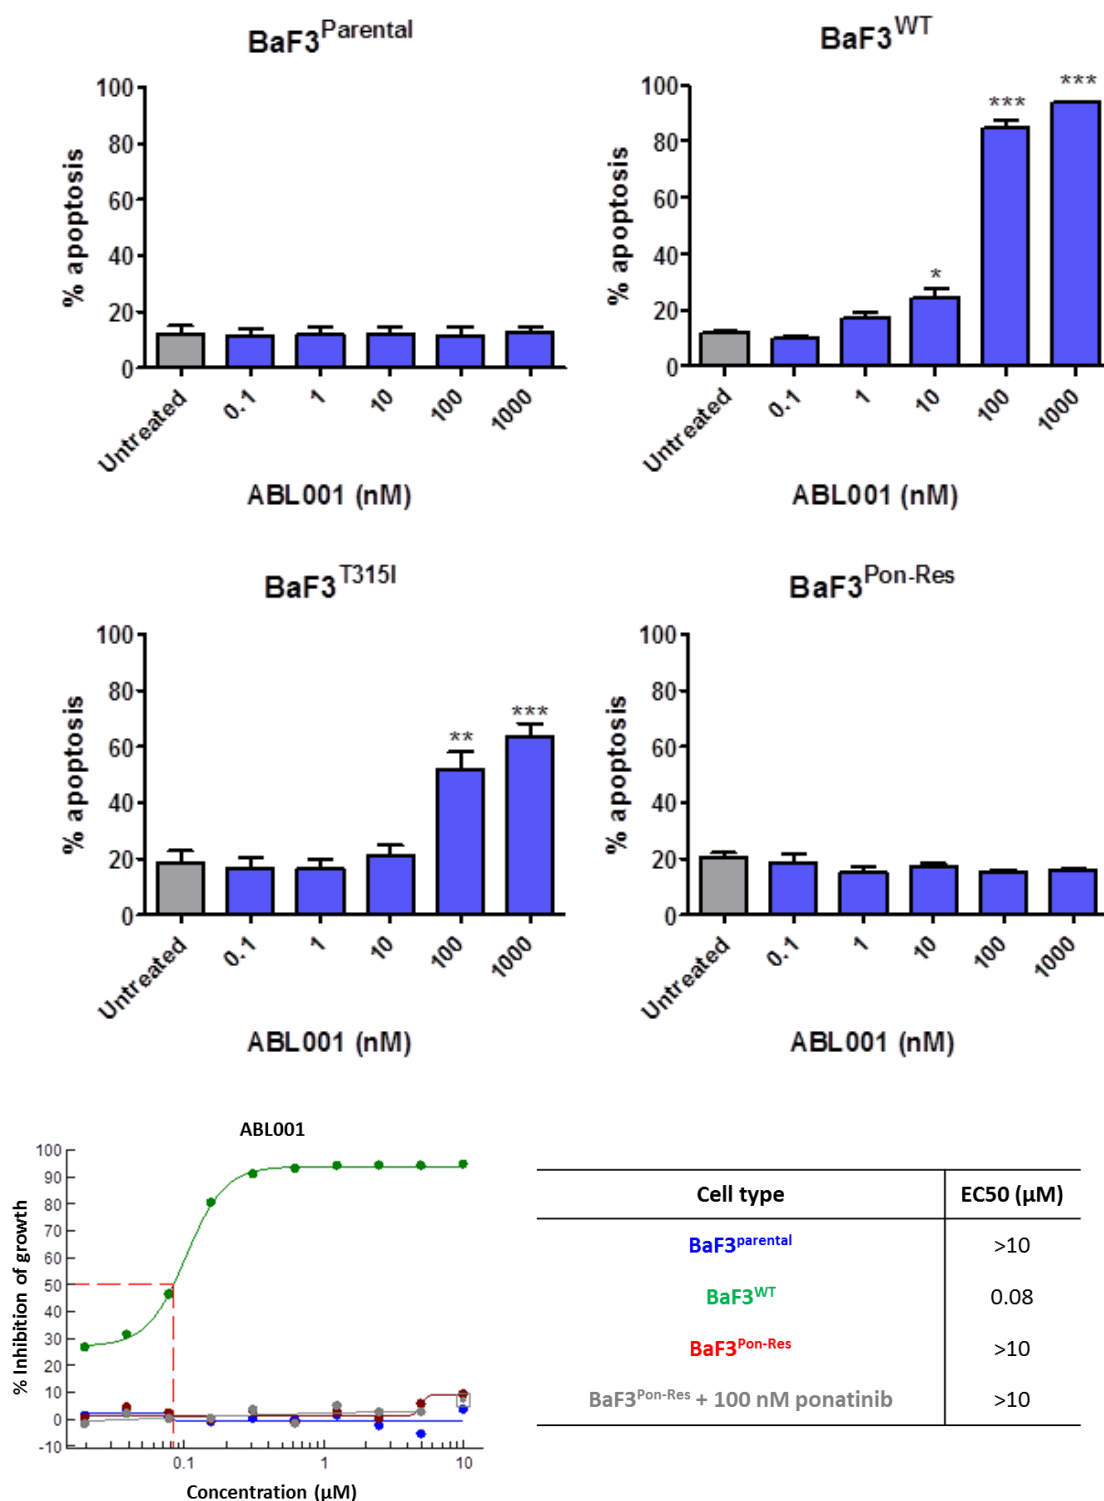 BaF3Parental
% apoptosis
100
80
60
40
20
0
Untreated 0.1 1 10 100 1000
ABL001 (nM)
BaF3WT
% apoptosis
100
80
60
40
20
0
* *** ***
Untreated 0.1 1 10 100 1000
ABL001 (nM)
BaF3T315I
% apoptosis
100
80
60
40
20
0
** ***
Untreated 0.1 1 10 100 1000
ABL001 (nM)
BaF3Pon-Res
% apoptosis
100
80
60
40
20
0
Untreated 0.1 1 10 100 1000
ABL001 (nM)
ABL001
% Inhibition of growth
100
90
80
70
60
50
40
30
20
10
0
-10
0.1 1 10
Concentration (μM)
Cell type EC50 (μM)
BaF3parental >10
BaF3WT 0.08
BaF3Pon-Res >10
BaF3Pon-Res + 100 nM ponatinib >10